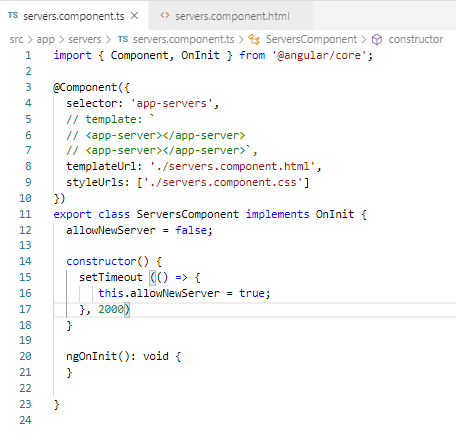 TS servers.component.ts × <> servers.component.html
src > app > servers > TS servers.component.ts > ServersComponent > constructor
1 import { Component, OnInit } from '@angular/core';
2
3 @Component({
4 selector: 'app-servers',
5 // template: `
6 // <app-server></app-server>
7 // <app-server></app-server>`,
8 templateUrl: './servers.component.html',
9 styleUrls: ['./servers.component.css']
10 })
11 export class ServersComponent implements OnInit {
12 allowNewServer = false;
13
14 constructor() {
15 setTimeout (() => {
16 this.allowNewServer = true;
17 }, 2000)
18 }
19
20 ngOnInit(): void {
21 }
22
23 }
24